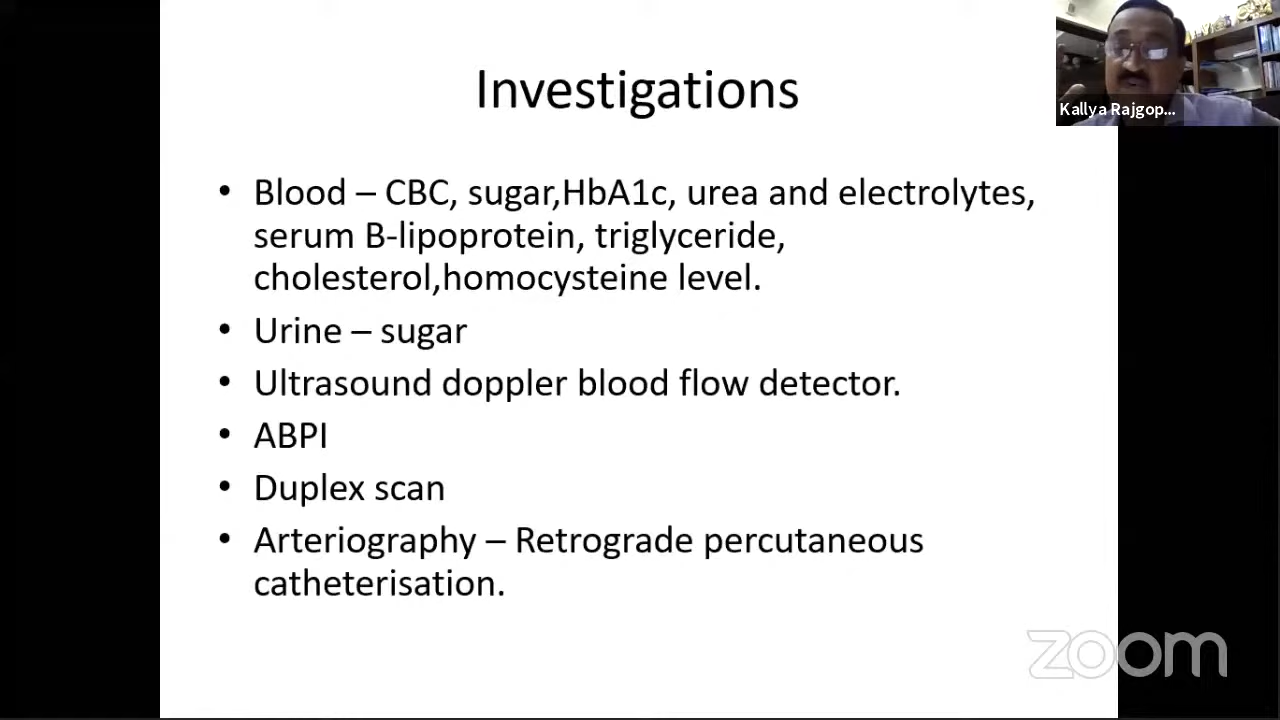 Investigations
• Blood – CBC, sugar,HbA1c, urea and electrolytes,
serum B-lipoprotein, triglyceride,
cholesterol,homocysteine level.
• Urine – sugar
• Ultrasound doppler blood flow detector.
• ABPI
• Duplex scan
• Arteriography – Retrograde percutaneous
catheterisation.
Kallya Rajgop...
zoom